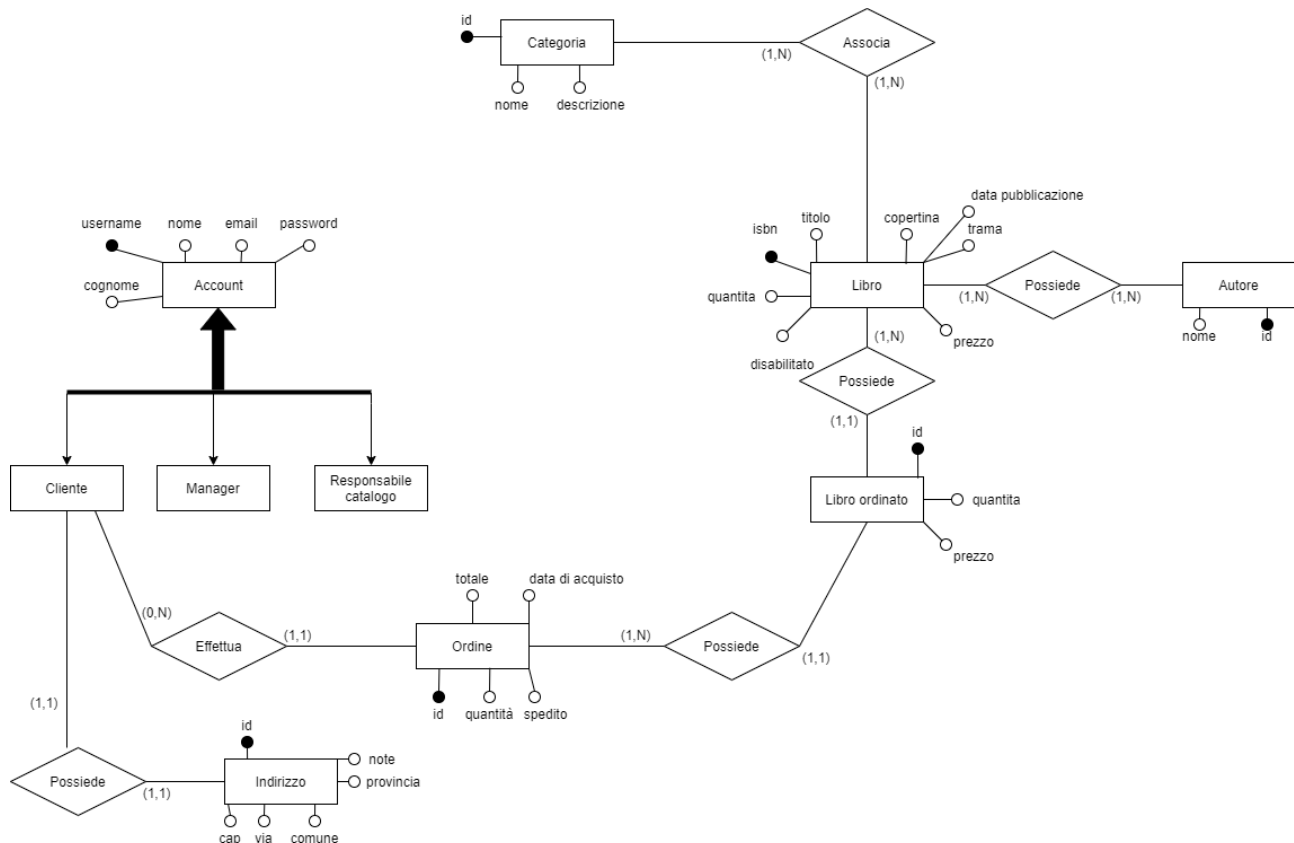 id
Categoria
(1,N)
Associa
(1,N)
nome
descrizione
data pubblicazione
titolo
copertina
trama
isbn
username
nome
email
password
cognome
Account
quantita
Libro
(1,N)
Possiede
(1,N)
Autore
nome
id
disabilitato
(1,N)
prezzo
Possiede
(1,1)
id
Cliente
Manager
Responsabile
catalogo
Libro ordinato
quantita
prezzo
totale
data di acquisto
(0,N)
Effettua
(1,1)
Ordine
(1,N)
Possiede
(1,1)
id
quantità
spedito
(1,1)
id
note
Possiede
(1,1)
Indirizzo
provincia
cap
via
comune